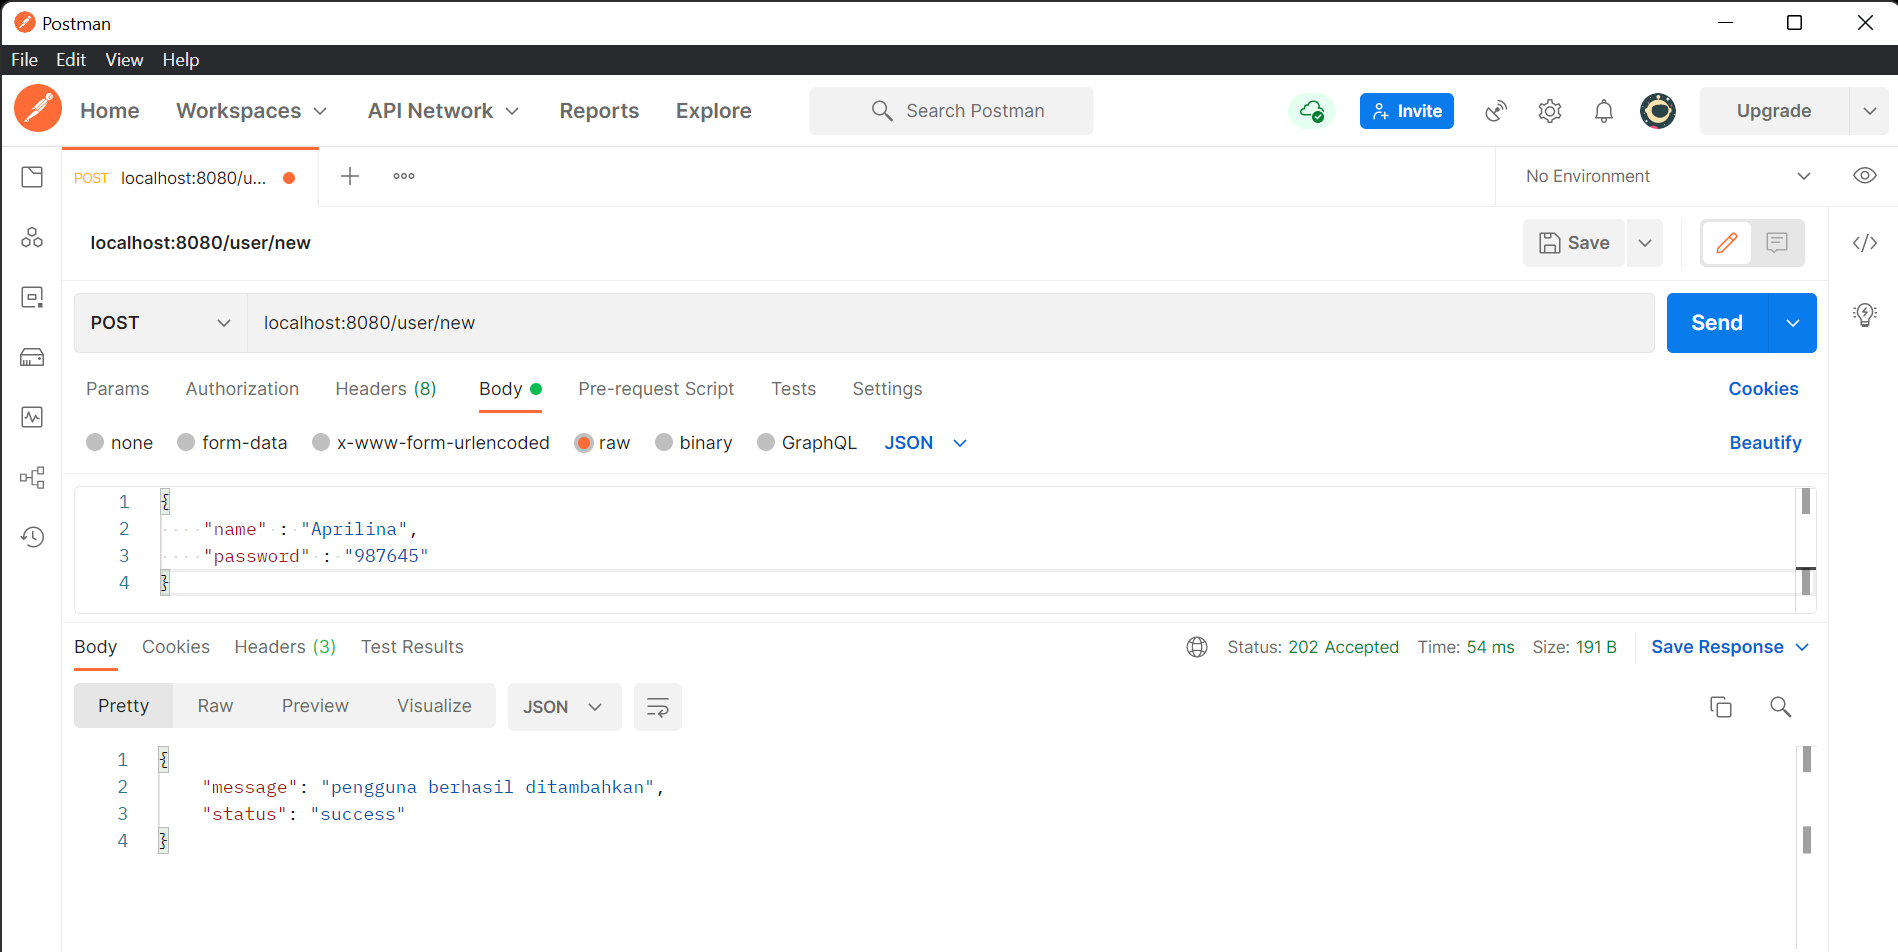 Postman
File Edit View Help
Home Workspaces API Network Reports Explore Search Postman Invite Upgrade
POST localhost:8080/u... No Environment
localhost:8080/user/new Save
POST localhost:8080/user/new Send
Params Authorization Headers (8) Body Pre-request Script Tests Settings Cookies
none form-data x-www-form-urlencoded raw binary GraphQL JSON Beautify
1 {
2 "name" : "Aprilina",
3 "password" : "987645"
4 }
Body Cookies Headers (3) Test Results Status: 202 Accepted Time: 54 ms Size: 191 B Save Response
Pretty Raw Preview Visualize JSON
1 {
2 "message": "pengguna berhasil ditambahkan",
3 "status": "success"
4 }